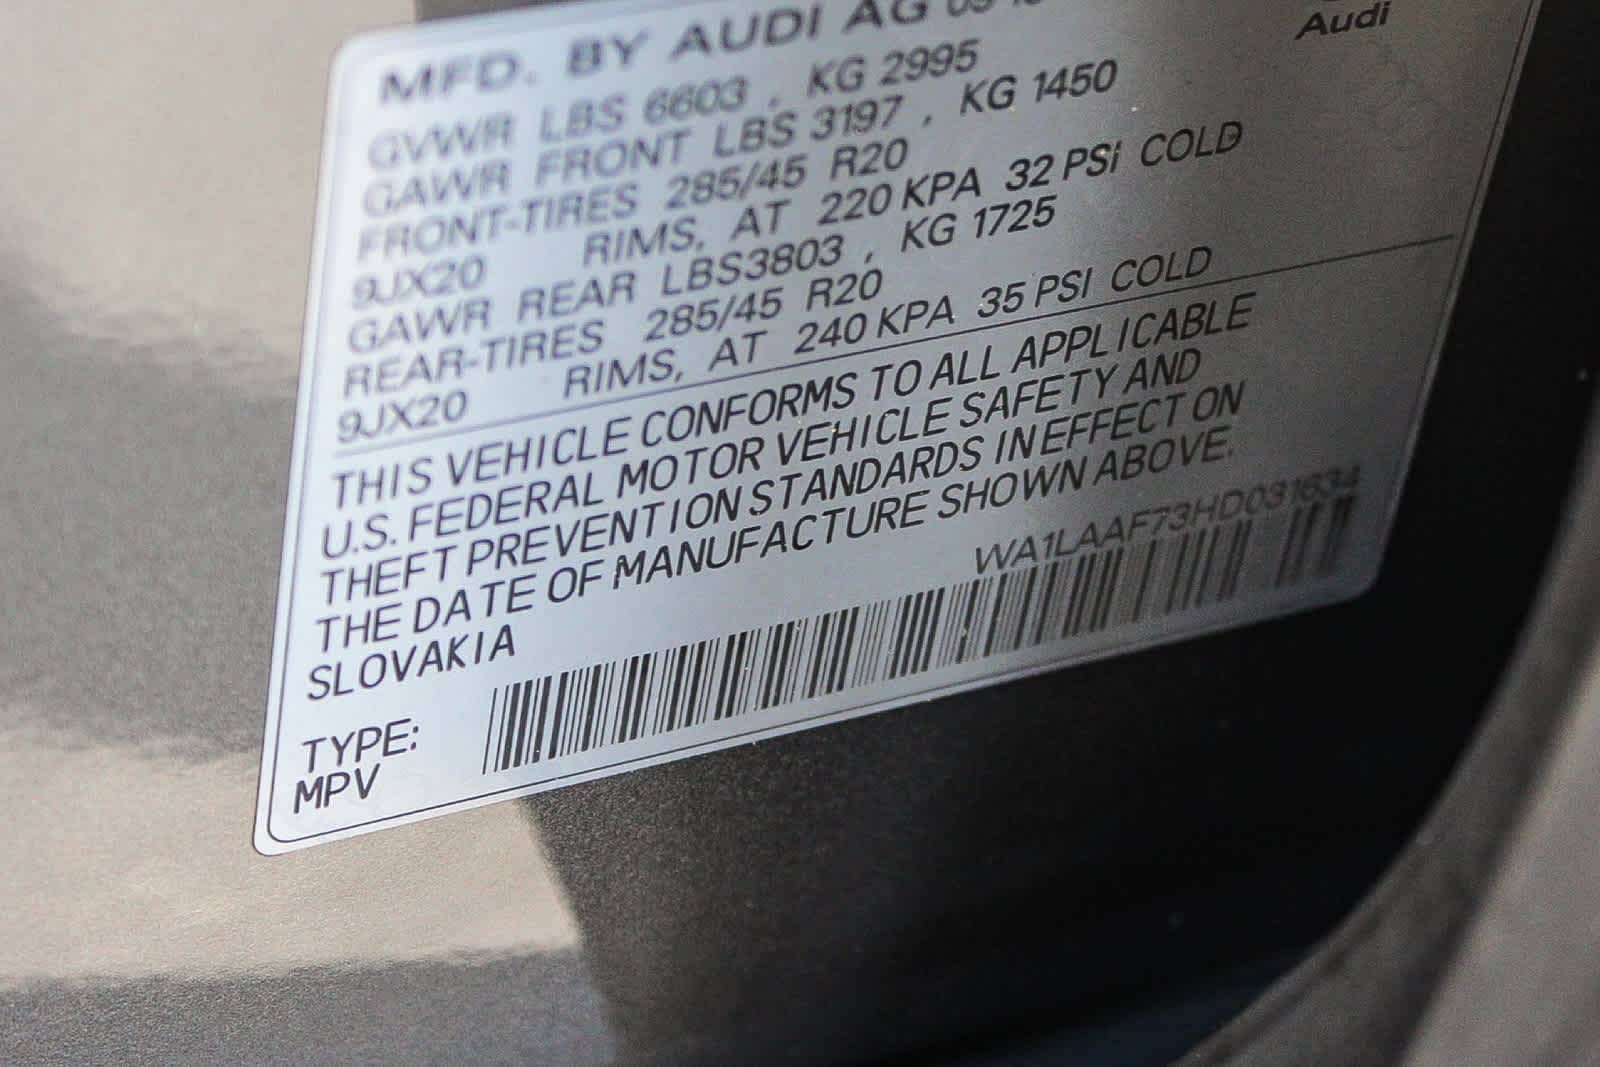 MFD. BY AUDI AG
Audi
GVWR LBS 6603 , KG 2995
GAWR FRONT LBS 3197 , KG 1450
FRONT-TIRES 285/45 R20
9JX20 RIMS, AT 220 KPA 32 PSi COLD
GAWR REAR LBS3803 , KG 1725
REAR-TIRES 285/45 R20
9JX20 RIMS, AT 240 KPA 35 PSI COLD
THIS VEHICLE CONFORMS TO ALL APPLICABLE
U.S. FEDERAL MOTOR VEHICLE SAFETY AND
THEFT PREVENTION STANDARDS IN EFFECT ON
THE DATE OF MANUFACTURE SHOWN ABOVE.
SLOVAKIA
WA1LAAF73HD031634
TYPE:
MPV